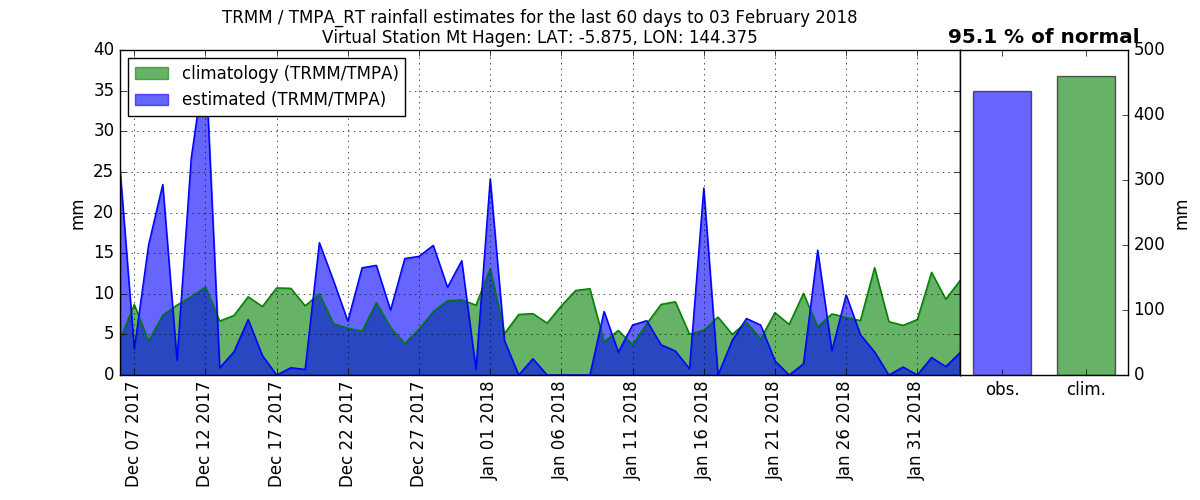 TRMM / TMPA_RT rainfall estimates for the last 60 days to 03 February 2018
Virtual Station Mt Hagen: LAT: -5.875, LON: 144.375
95.1 % of normal
climatology (TRMM/TMPA)
estimated (TRMM/TMPA)
40
35
30
25
20
15
10
5
0
mm
Dec 07 2017
Dec 12 2017
Dec 17 2017
Dec 22 2017
Dec 27 2017
Jan 01 2018
Jan 06 2018
Jan 11 2018
Jan 16 2018
Jan 21 2018
Jan 26 2018
Jan 31 2018
obs.
clim.
500
400
300
200
100
0
mm